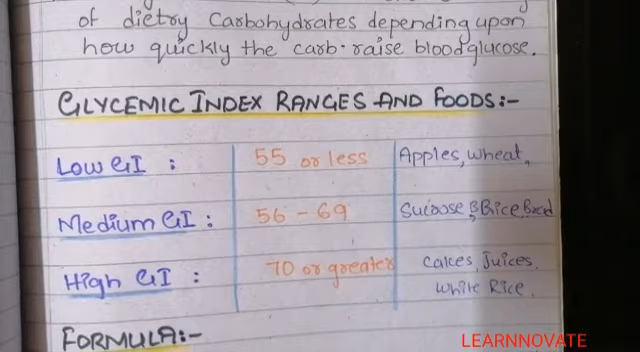 of dietry Carbohydrates depending upon
how quickly the carb. raise blood glucose.
GLYCEMIC INDEX RANGES AND FOODS:-
Low GI : 55 or less Apples, wheat,
Medium GI : 56 - 69 Sucrose,
High GI : 70 or greater Cakes, Juices,
White Rice.
FORMULA:-
LEARNNOVATE